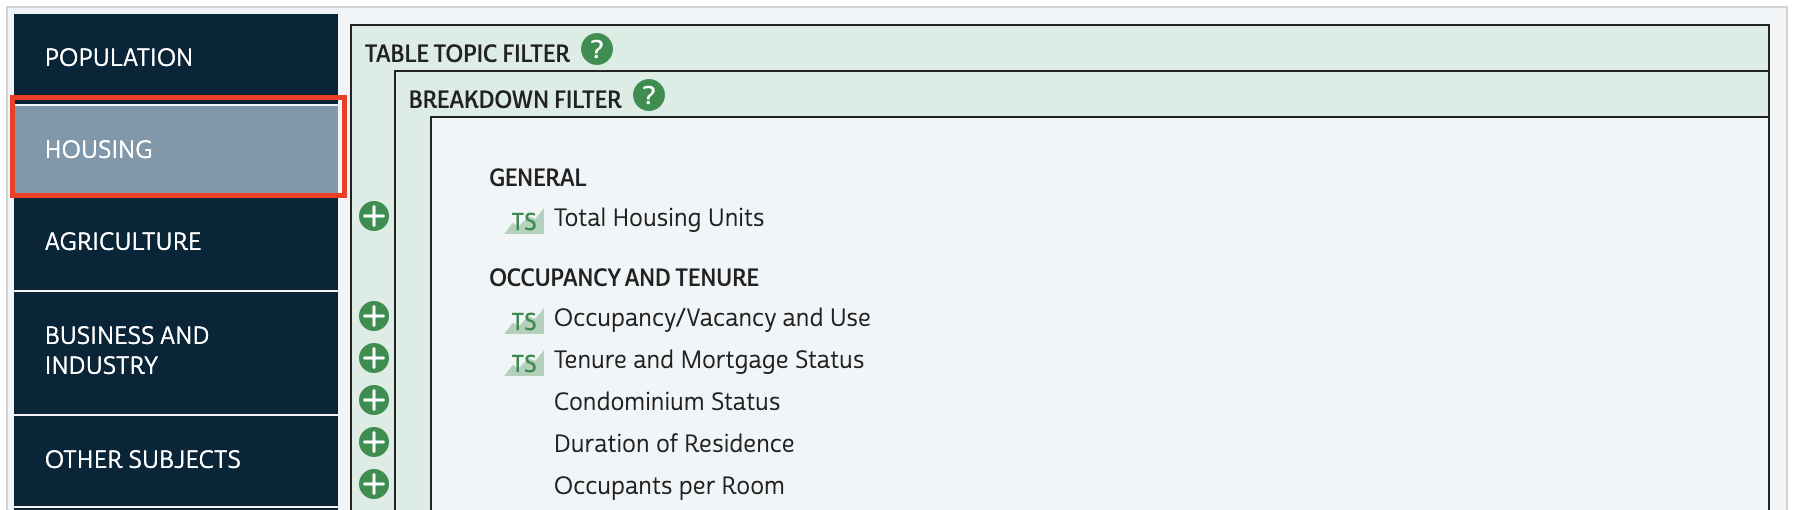 POPULATION
HOUSING
AGRICULTURE
BUSINESS AND
INDUSTRY
OTHER SUBJECTS
TABLE TOPIC FILTER ?
BREAKDOWN FILTER ?
GENERAL
TS Total Housing Units
OCCUPANCY AND TENURE
TS Occupancy/Vacancy and Use
TS Tenure and Mortgage Status
Condominium Status
Duration of Residence
Occupants per Room